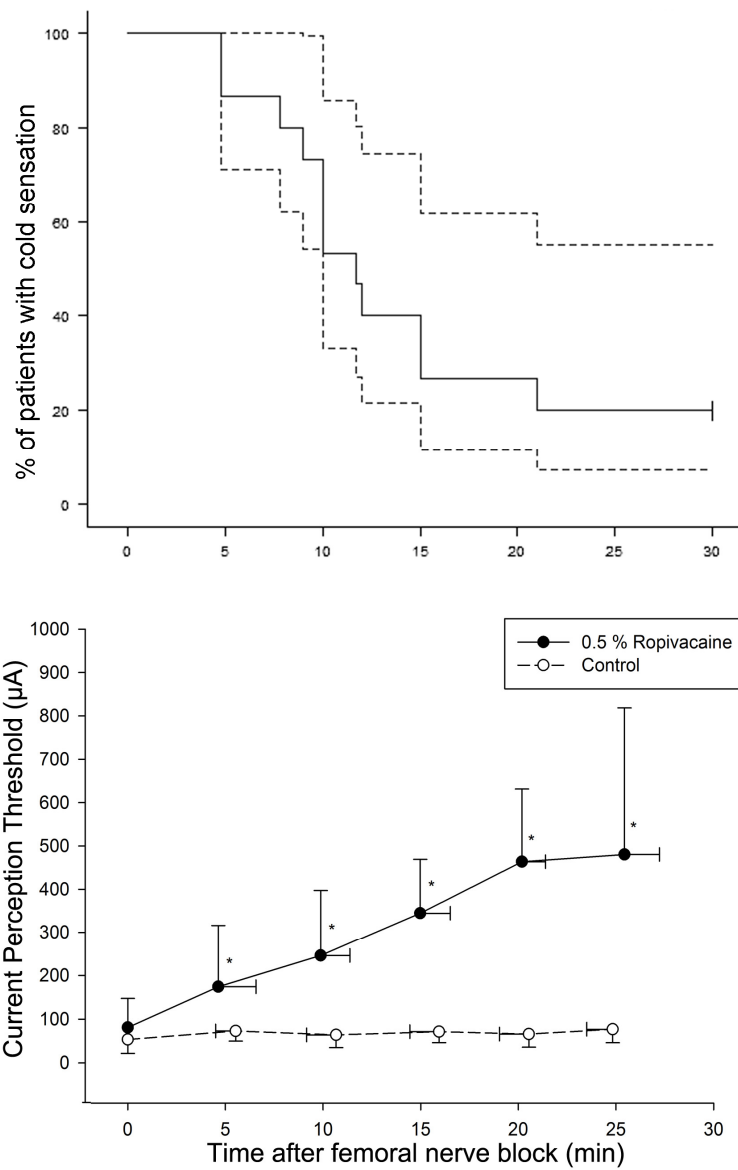 % of patients with cold sensation
100
80
60
40
20
0
0 5 10 15 20 25 30
Current Perception Threshold (µA)
1000
900
800
700
600
500
400
300
200
100
0
0.5 % Ropivacaine
Control
* * * * *
0 5 10 15 20 25 30
Time after femoral nerve block (min)